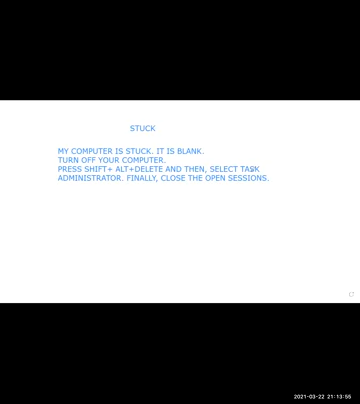 STUCK
MY COMPUTER IS STUCK. IT IS BLANK.
TURN OFF YOUR COMPUTER.
PRESS SHIFT+ ALT+DELETE AND THEN, SELECT TASK
ADMINISTRATOR. FINALLY, CLOSE THE OPEN SESSIONS.
2021-03-22 21:13:55